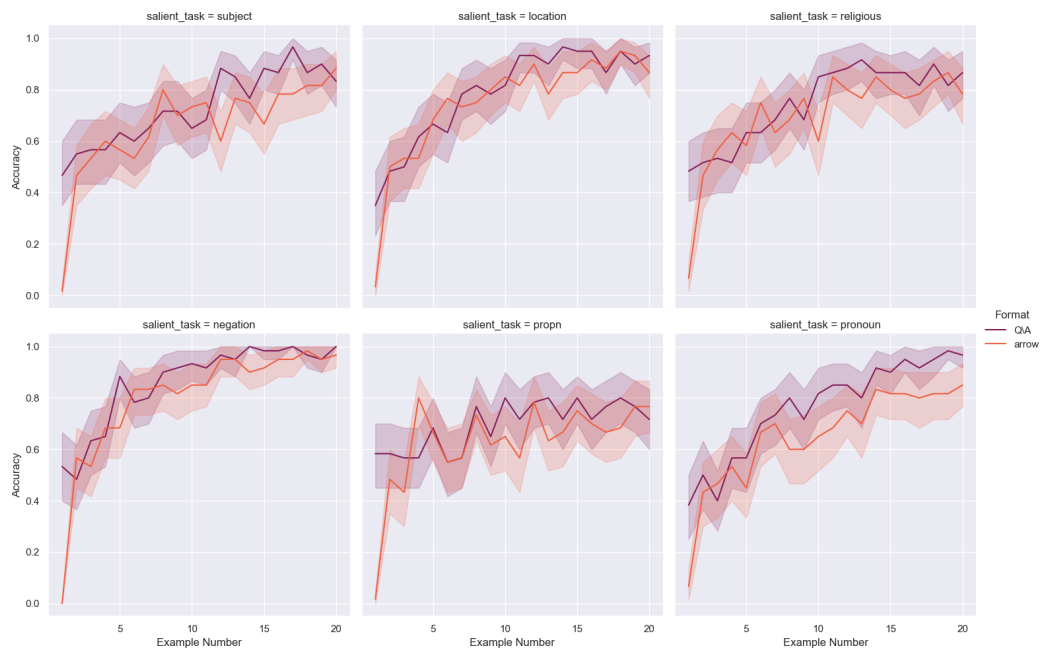 salient_task = subject
salient_task = location
salient_task = religious
1.0
0.8
0.6
0.4
0.2
0.0
Accuracy
salient_task = negation
salient_task = propn
salient_task = pronoun
Format
Q\A
arrow
1.0
0.8
0.6
0.4
0.2
0.0
Accuracy
5 10 15 20
5 10 15 20
5 10 15 20
Example Number
Example Number
Example Number